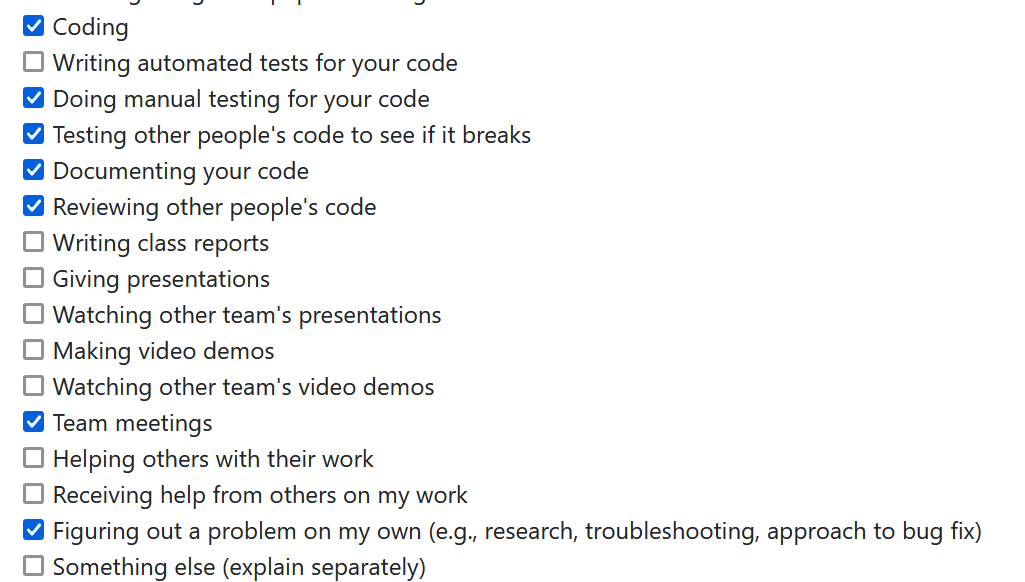 Coding
Writing automated tests for your code
Doing manual testing for your code
Testing other people's code to see if it breaks
Documenting your code
Reviewing other people's code
Writing class reports
Giving presentations
Watching other team's presentations
Making video demos
Watching other team's video demos
Team meetings
Helping others with their work
Receiving help from others on my work
Figuring out a problem on my own (e.g., research, troubleshooting, approach to bug fix)
Something else (explain separately)